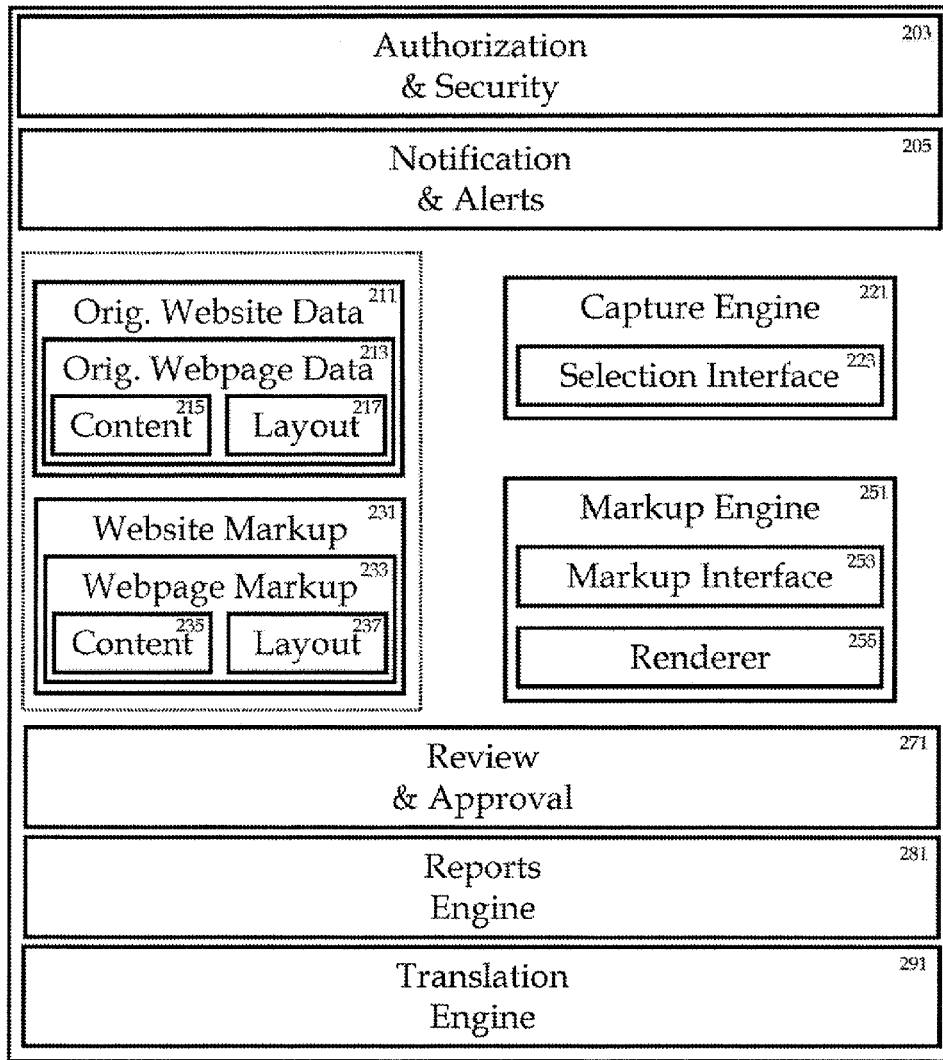 Authorization 203
& Security
Notification 205
& Alerts
Orig. Website Data 211
Orig. Webpage Data 213
Content 215
Layout 217
Website Markup 231
Webpage Markup 233
Content 235
Layout 237
Capture Engine 221
Selection Interface 223
Markup Engine 251
Markup Interface 253
Renderer 255
Review 271
& Approval
Reports 281
Engine
Translation 291
Engine